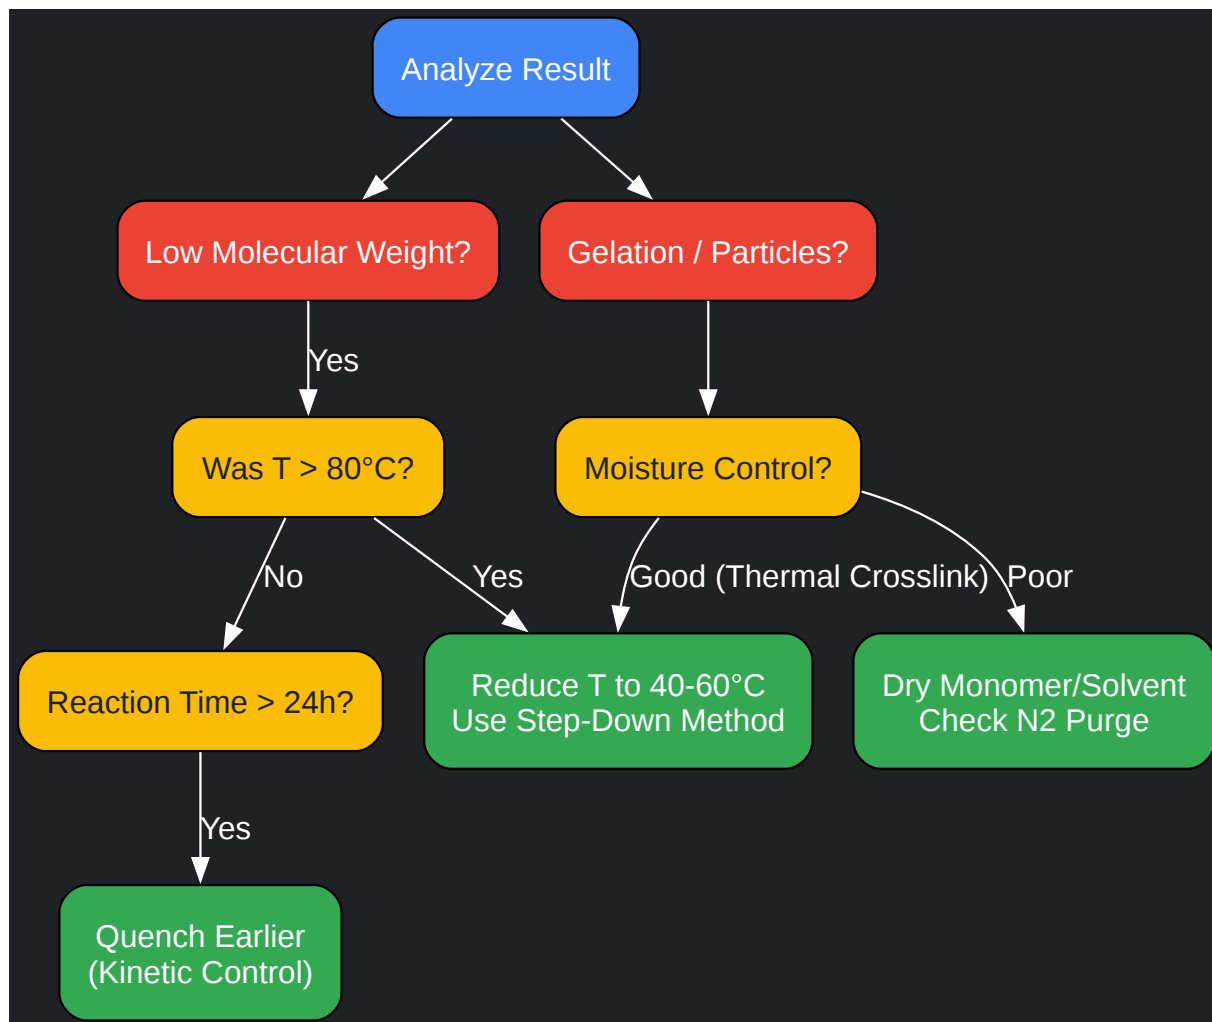 Analyze Result
Low Molecular Weight?
Gelation / Particles?
Yes
Was T > 80°C?
Moisture Control?
No
Yes
Good (Thermal Crosslink)
Poor
Reaction Time > 24h?
Reduce T to 40-60°C
Use Step-Down Method
Dry Monomer/Solvent
Check N2 Purge
Yes
Quench Earlier
(Kinetic Control)